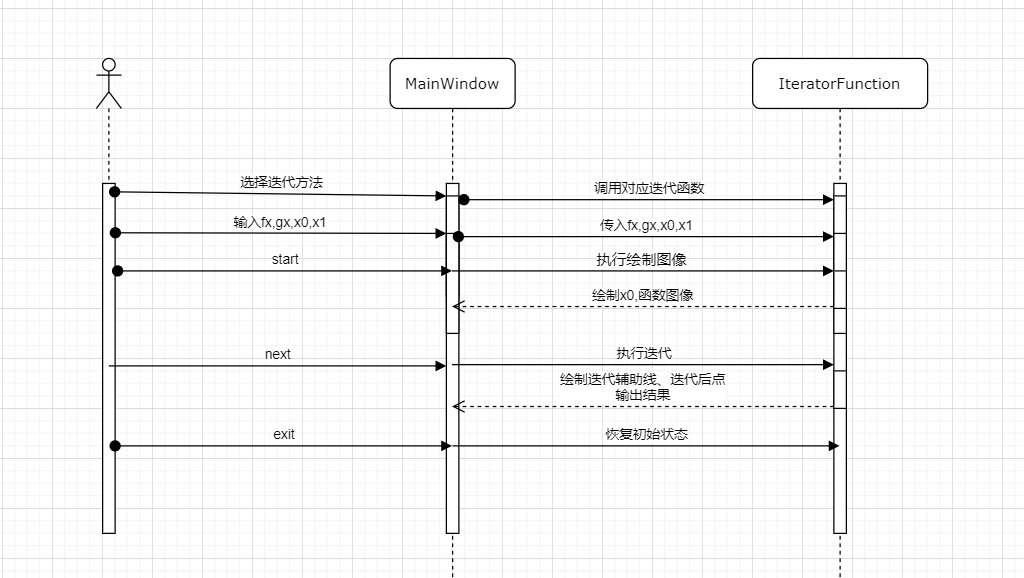 MainWindow
IteratorFunction
选择迭代方法
调用对应迭代函数
输入fx,gx,x0,x1
传入fx,gx,x0,x1
start
执行绘制图像
绘制x0,函数图像
next
执行迭代
绘制迭代辅助线、迭代后点
输出结果
exit
恢复初始状态